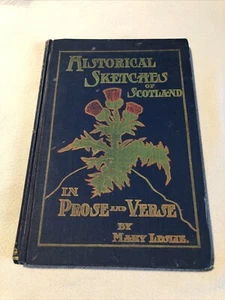 HISTORICAL
SKETCHES
OF
SCOTLAND
IN
PROSE AND VERSE
BY
MARY LESLIE.